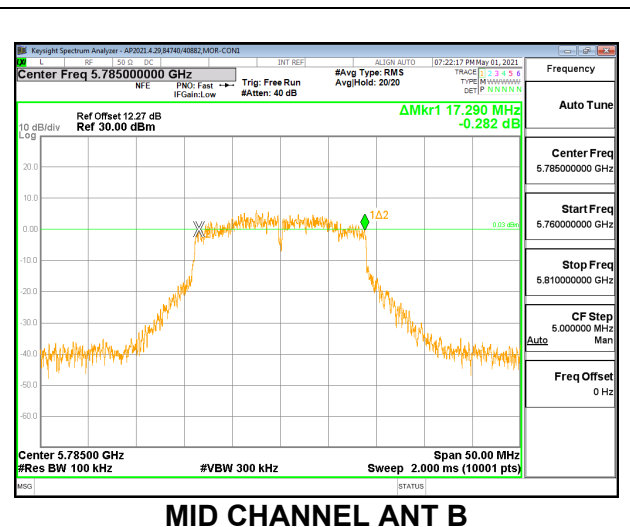 Keysight Spectrum Analyzer - AP2021.4.29,84740/40882,MOR-CON1
LXI L RF 50 Ω DC INT REF ALIGN AUTO 07:22:17 PM May 01, 2021
Center Freq 5.785000000 GHz
NFE
PNO: Fast
IFGain:Low
Trig: Free Run
#Atten: 40 dB
#Avg Type: RMS
Avg|Hold: 20/20
TRACE 1 2 3 4 5 6
TYPE M WWWWW
DET P N N N N N
Ref Offset 12.27 dB
Ref 30.00 dBm
10 dB/div
Log
ΔMkr1 17.290 MHz
-0.282 dB
20.0
10.0
0.00
-10.0
-20.0
-30.0
-40.0
-50.0
-60.0
1Δ2
0.03 dBm
Center 5.78500 GHz
#Res BW 100 kHz
#VBW 300 kHz
Span 50.00 MHz
Sweep 2.000 ms (10001 pts)
MSG
STATUS
Frequency
Auto Tune
Center Freq
5.785000000 GHz
Start Freq
5.760000000 GHz
Stop Freq
5.810000000 GHz
CF Step
5.000000 MHz
Auto Man
Freq Offset
0 Hz
MID CHANNEL ANT B